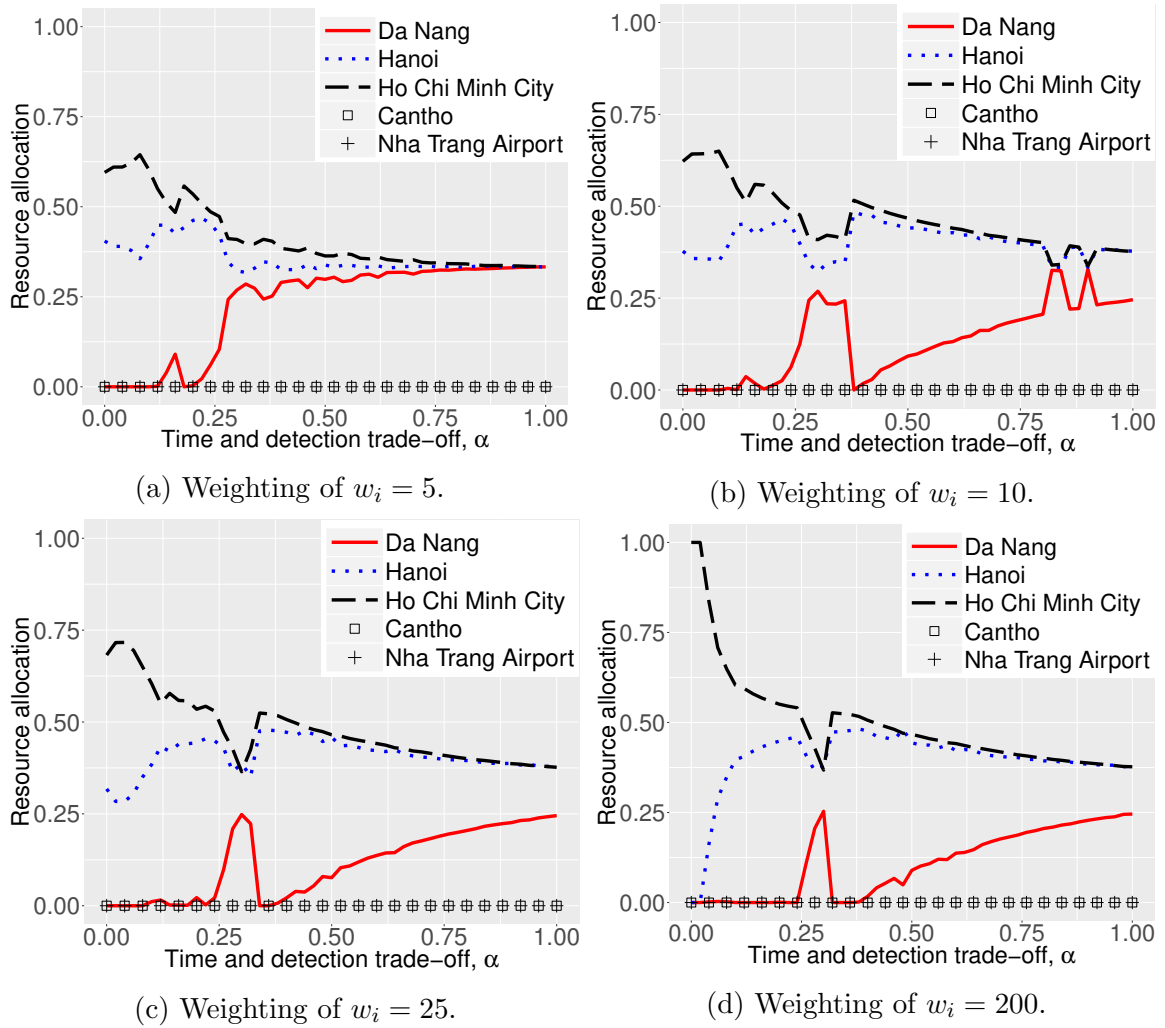 1.00
0.75
0.50
0.25
0.00
Resource allocation
Da Nang
Hanoi
Ho Chi Minh City
Cantho
Nha Trang Airport
0.00 0.25 0.50 0.75 1.00
Time and detection trade-off, α
(a) Weighting of wᵢ = 5.
1.00
0.75
0.50
0.25
0.00
Resource allocation
Da Nang
Hanoi
Ho Chi Minh City
Cantho
Nha Trang Airport
0.00 0.25 0.50 0.75 1.00
Time and detection trade-off, α
(b) Weighting of wᵢ = 10.
1.00
0.75
0.50
0.25
0.00
Resource allocation
Da Nang
Hanoi
Ho Chi Minh City
Cantho
Nha Trang Airport
0.00 0.25 0.50 0.75 1.00
Time and detection trade-off, α
(c) Weighting of wᵢ = 25.
1.00
0.75
0.50
0.25
0.00
Resource allocation
Da Nang
Hanoi
Ho Chi Minh City
Cantho
Nha Trang Airport
0.00 0.25 0.50 0.75 1.00
Time and detection trade-off, α
(d) Weighting of wᵢ = 200.